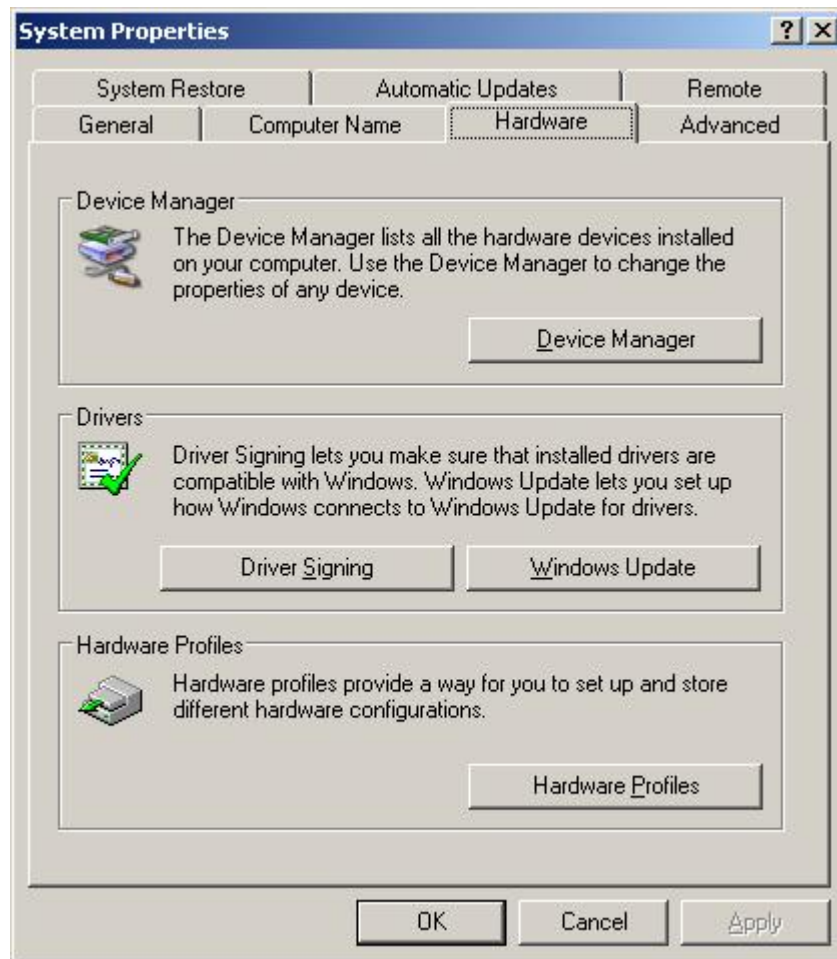 System Properties
System Restore
Automatic Updates
Remote
General
Computer Name
Hardware
Advanced
Device Manager
The Device Manager lists all the hardware devices installed
on your computer. Use the Device Manager to change the
properties of any device.
Device Manager
Drivers
Driver Signing lets you make sure that installed drivers are
compatible with Windows. Windows Update lets you set up
how Windows connects to Windows Update for drivers.
Driver Signing
Windows Update
Hardware Profiles
Hardware profiles provide a way for you to set up and store
different hardware configurations.
Hardware Profiles
OK
Cancel
Apply